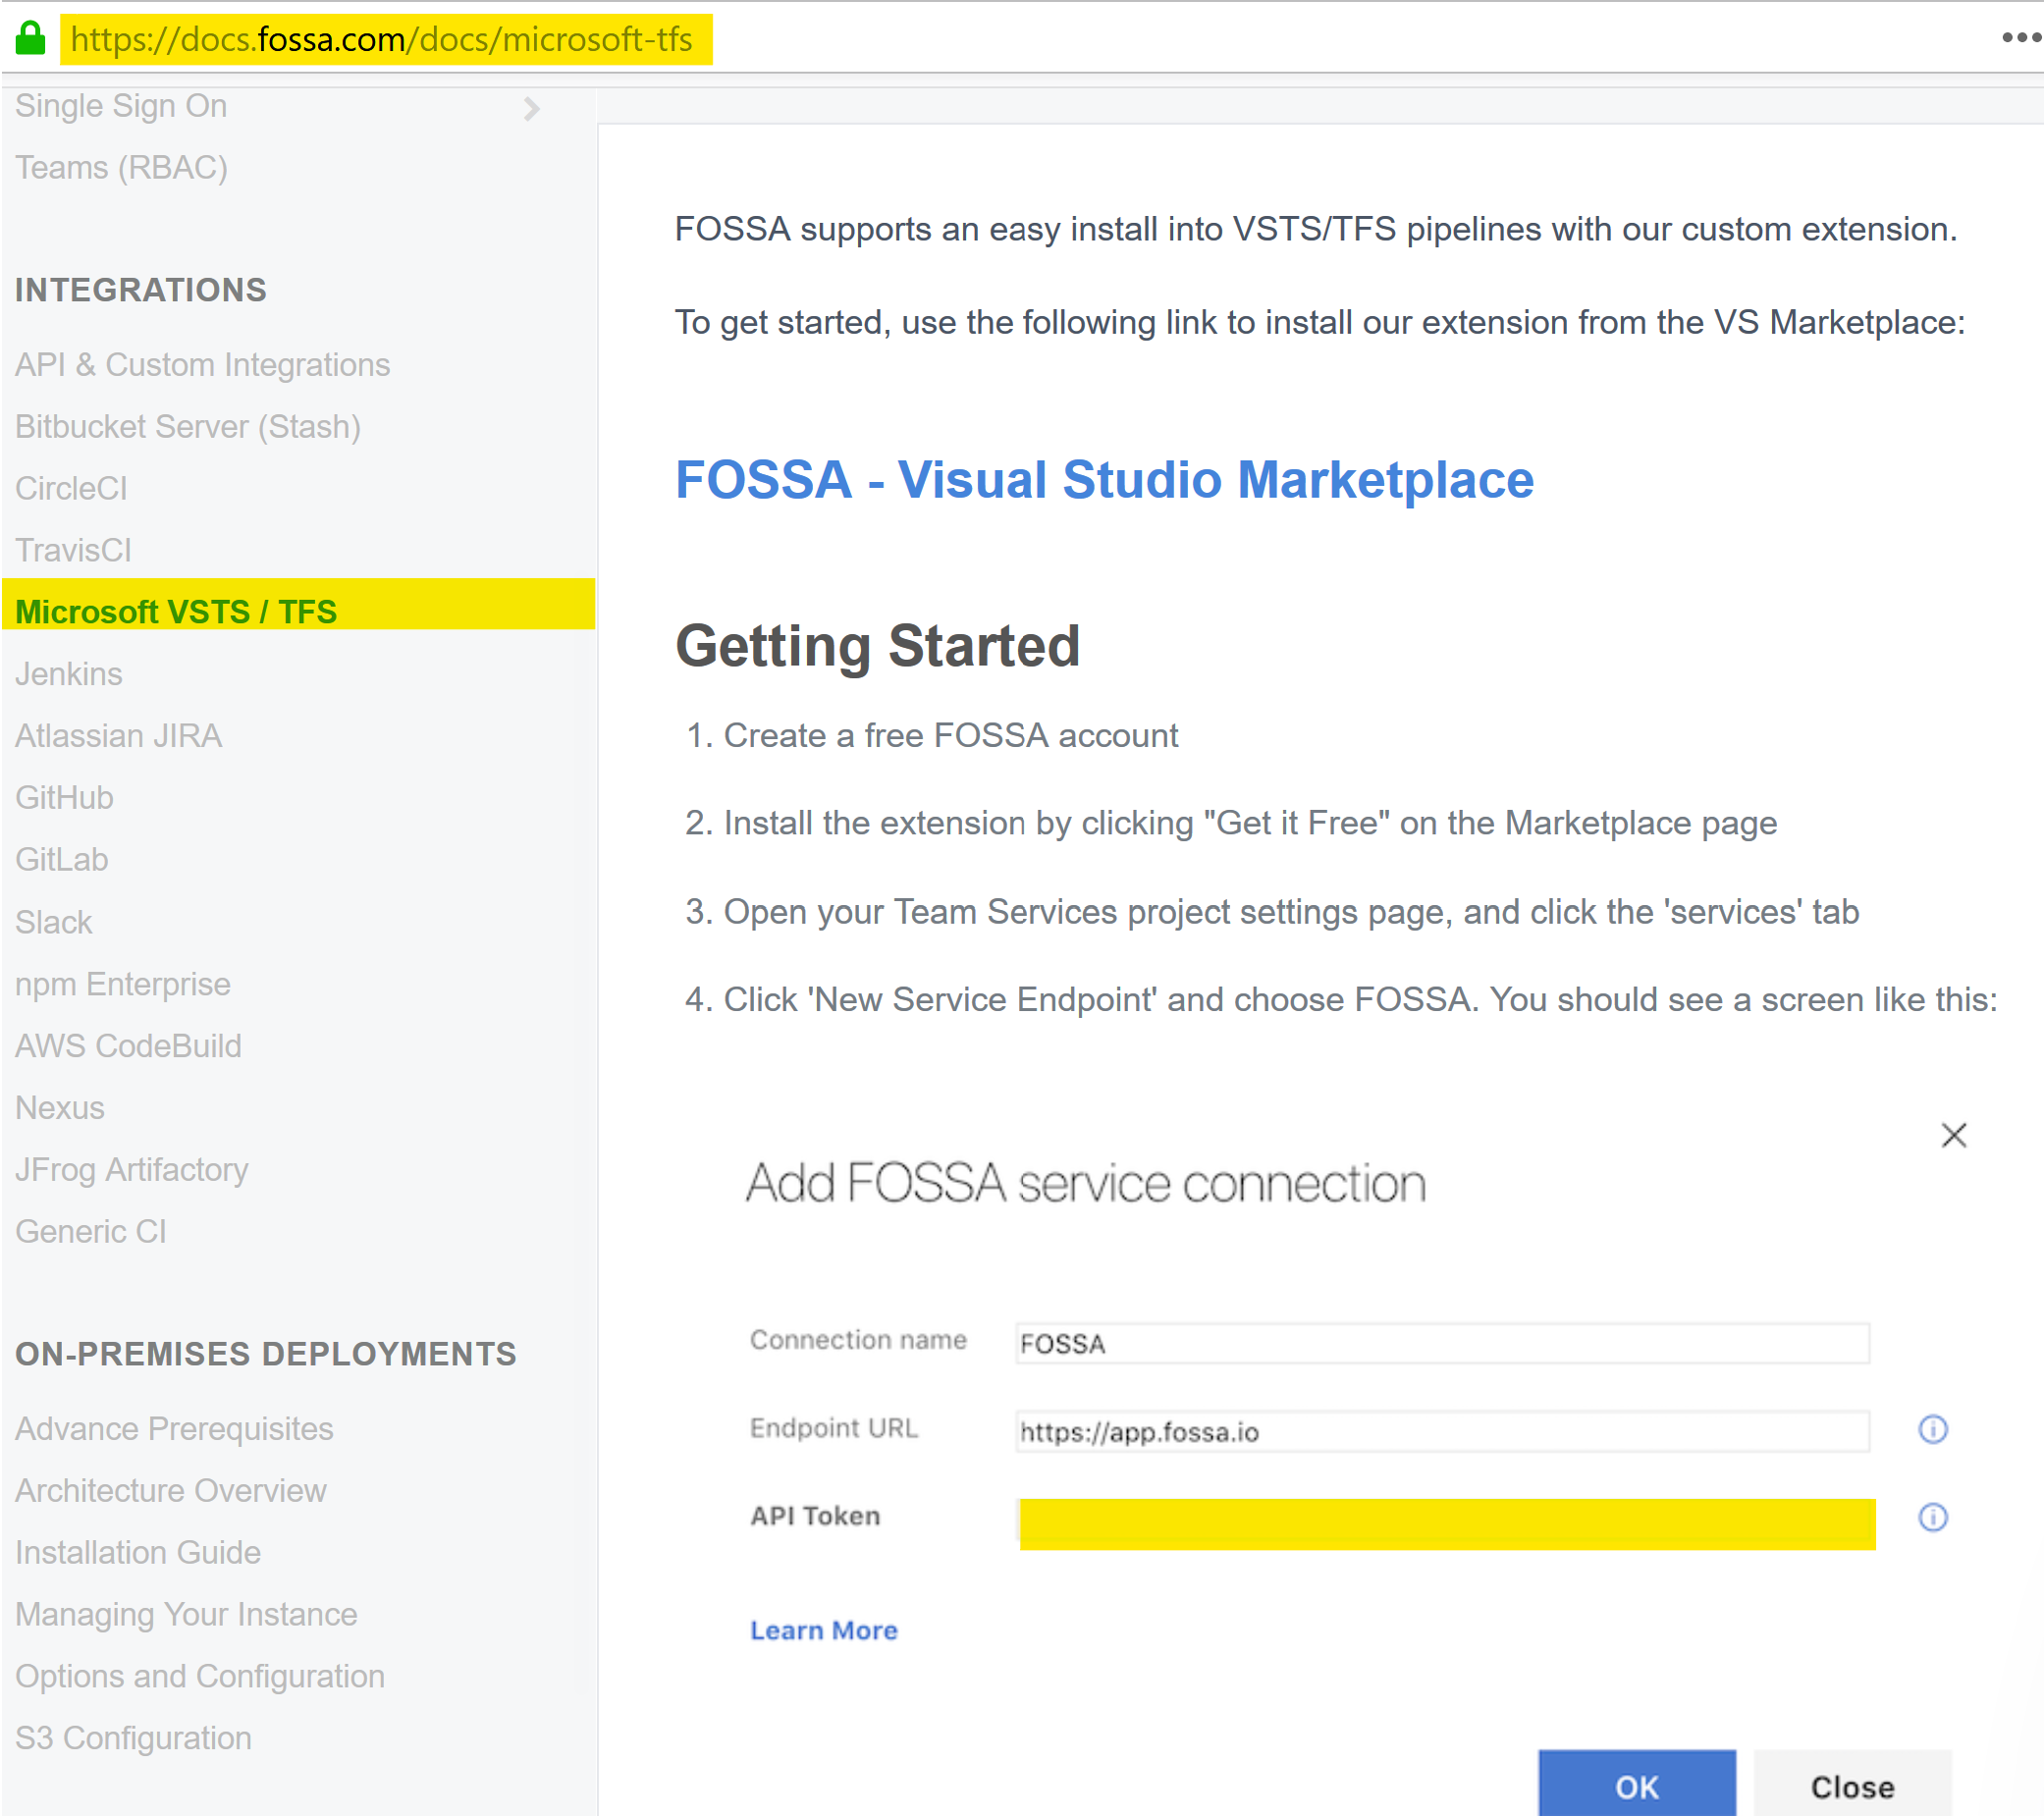 https://docs.fossa.com/docs/microsoft-tfs
Single Sign On
Teams (RBAC)
INTEGRATIONS
API & Custom Integrations
Bitbucket Server (Stash)
CircleCI
TravisCI
Microsoft VSTS / TFS
Jenkins
Atlassian JIRA
GitHub
GitLab
Slack
npm Enterprise
AWS CodeBuild
Nexus
JFrog Artifactory
Generic CI
ON-PREMISES DEPLOYMENTS
Advance Prerequisites
Architecture Overview
Installation Guide
Managing Your Instance
Options and Configuration
S3 Configuration
FOSSA supports an easy install into VSTS/TFS pipelines with our custom extension.
To get started, use the following link to install our extension from the VS Marketplace:
FOSSA - Visual Studio Marketplace
Getting Started
1. Create a free FOSSA account
2. Install the extension by clicking "Get it Free" on the Marketplace page
3. Open your Team Services project settings page, and click the 'services' tab
4. Click 'New Service Endpoint' and choose FOSSA. You should see a screen like this:
Add FOSSA service connection
Connection name FOSSA
Endpoint URL https://app.fossa.io
API Token
Learn More
OK Close